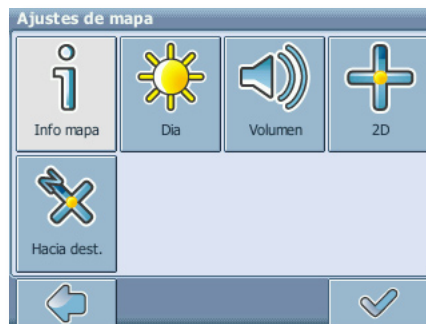 Ajustes de mapa
Info mapa
Dia
Volumen
2D
Hacia dest.